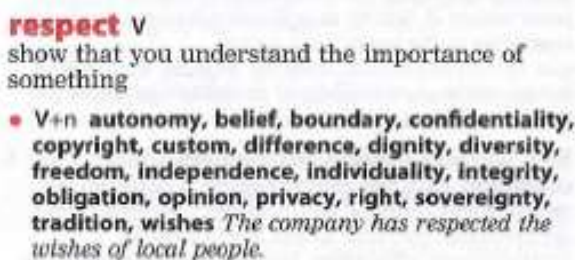 respect V
show that you understand the importance of
something
• V+n autonomy, belief, boundary, confidentiality,
copyright, custom, difference, dignity, diversity,
freedom, independence, individuality, integrity,
obligation, opinion, privacy, right, sovereignty,
tradition, wishes The company has respected the
wishes of local people.